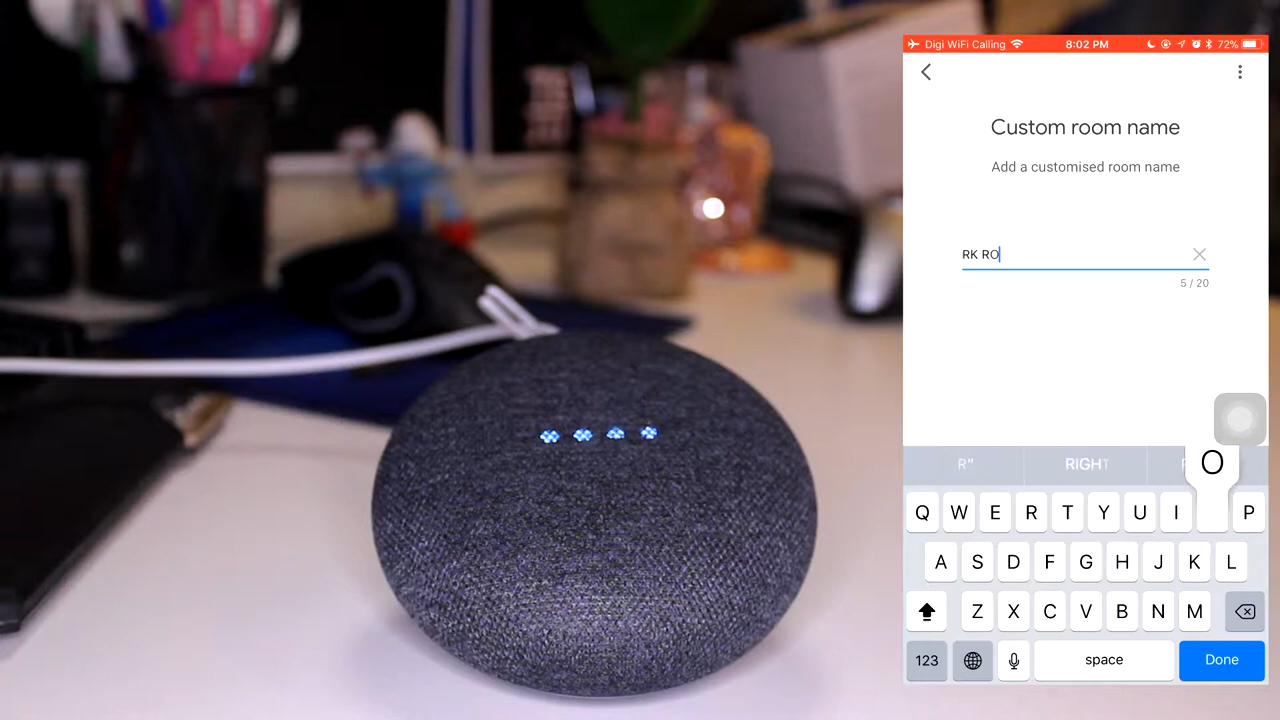 Digi WiFi Calling 8:02 PM 72%
Custom room name
Add a customised room name
RK RO
5 / 20
R" RIGHT
O
Q W E R T Y U I P
A S D F G H J K L
Z X C V B N M
123 space Done